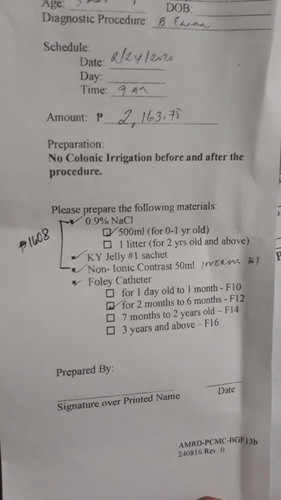 Age:
DOB:
Diagnostic Procedure: B Enema
Schedule:
Date: 2/24/2020
Day:
Time: 9 am
Amount: P 2,163.75
Preparation:
No Colonic Irrigation before and after the
procedure.
Please prepare the following materials:
0.9% NaCl
500ml (for 0-1 yr old)
1 litter (for 2 yrs old and above)
₱1608
KY Jelly #1 sachet
Non- Ionic Contrast 50ml #1
Foley Catheter
for 1 day old to 1 month - F10
for 2 months to 6 months - F12
7 months to 2 years old – F14
3 years and above – F16
Prepared By:
Signature over Printed Name
Date
AMRD-PCMC-BGF13b
240816 Rev. 0